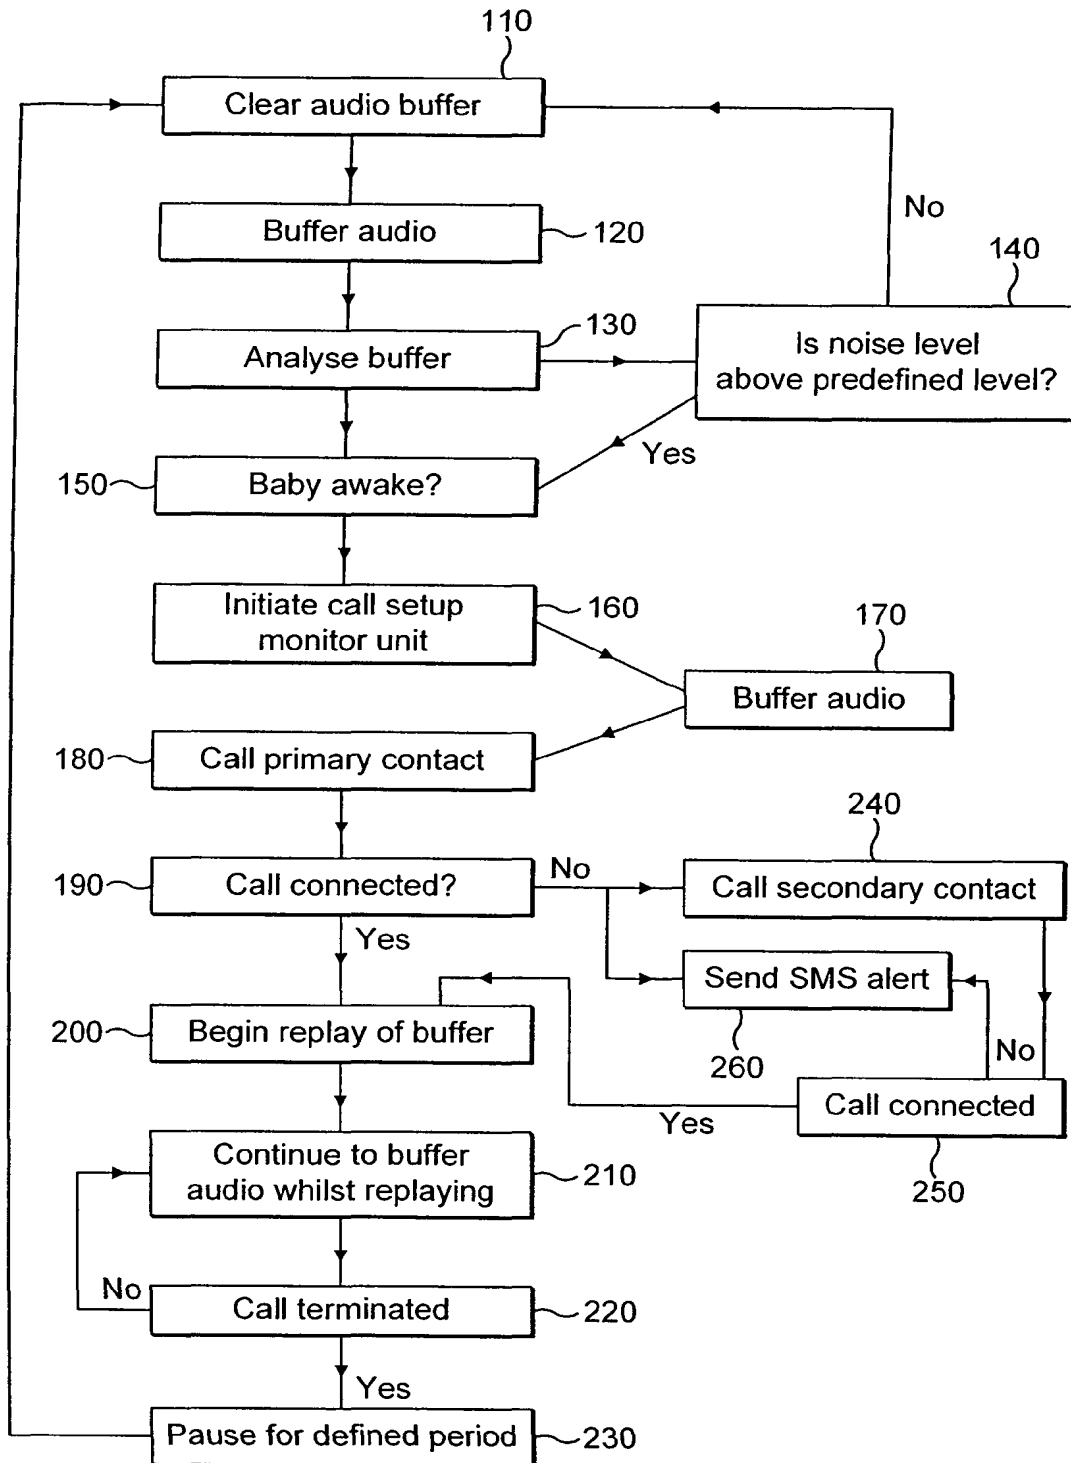 110
Clear audio buffer
No
Buffer audio
120
140
130
Analyse buffer
Is noise level
above predefined level?
Yes
150
Baby awake?
Initiate call setup
monitor unit
160
170
Buffer audio
180
Call primary contact
240
190
Call connected?
No
Call secondary contact
Yes
Send SMS alert
200
Begin replay of buffer
260
No
Call connected
Yes
250
Continue to buffer
audio whilst replaying
210
No
Call terminated
220
Yes
Pause for defined period
230